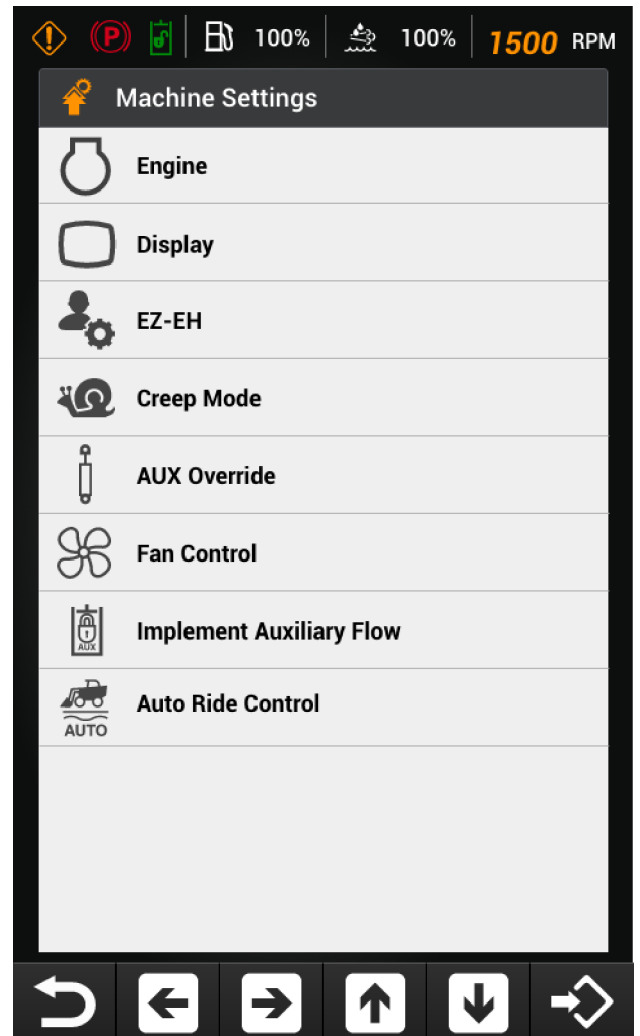 (P) 100% 100% 1500 RPM
Machine Settings
Engine
Display
EZ-EH
Creep Mode
AUX Override
Fan Control
AUX
Implement Auxiliary Flow
Auto Ride Control
AUTO